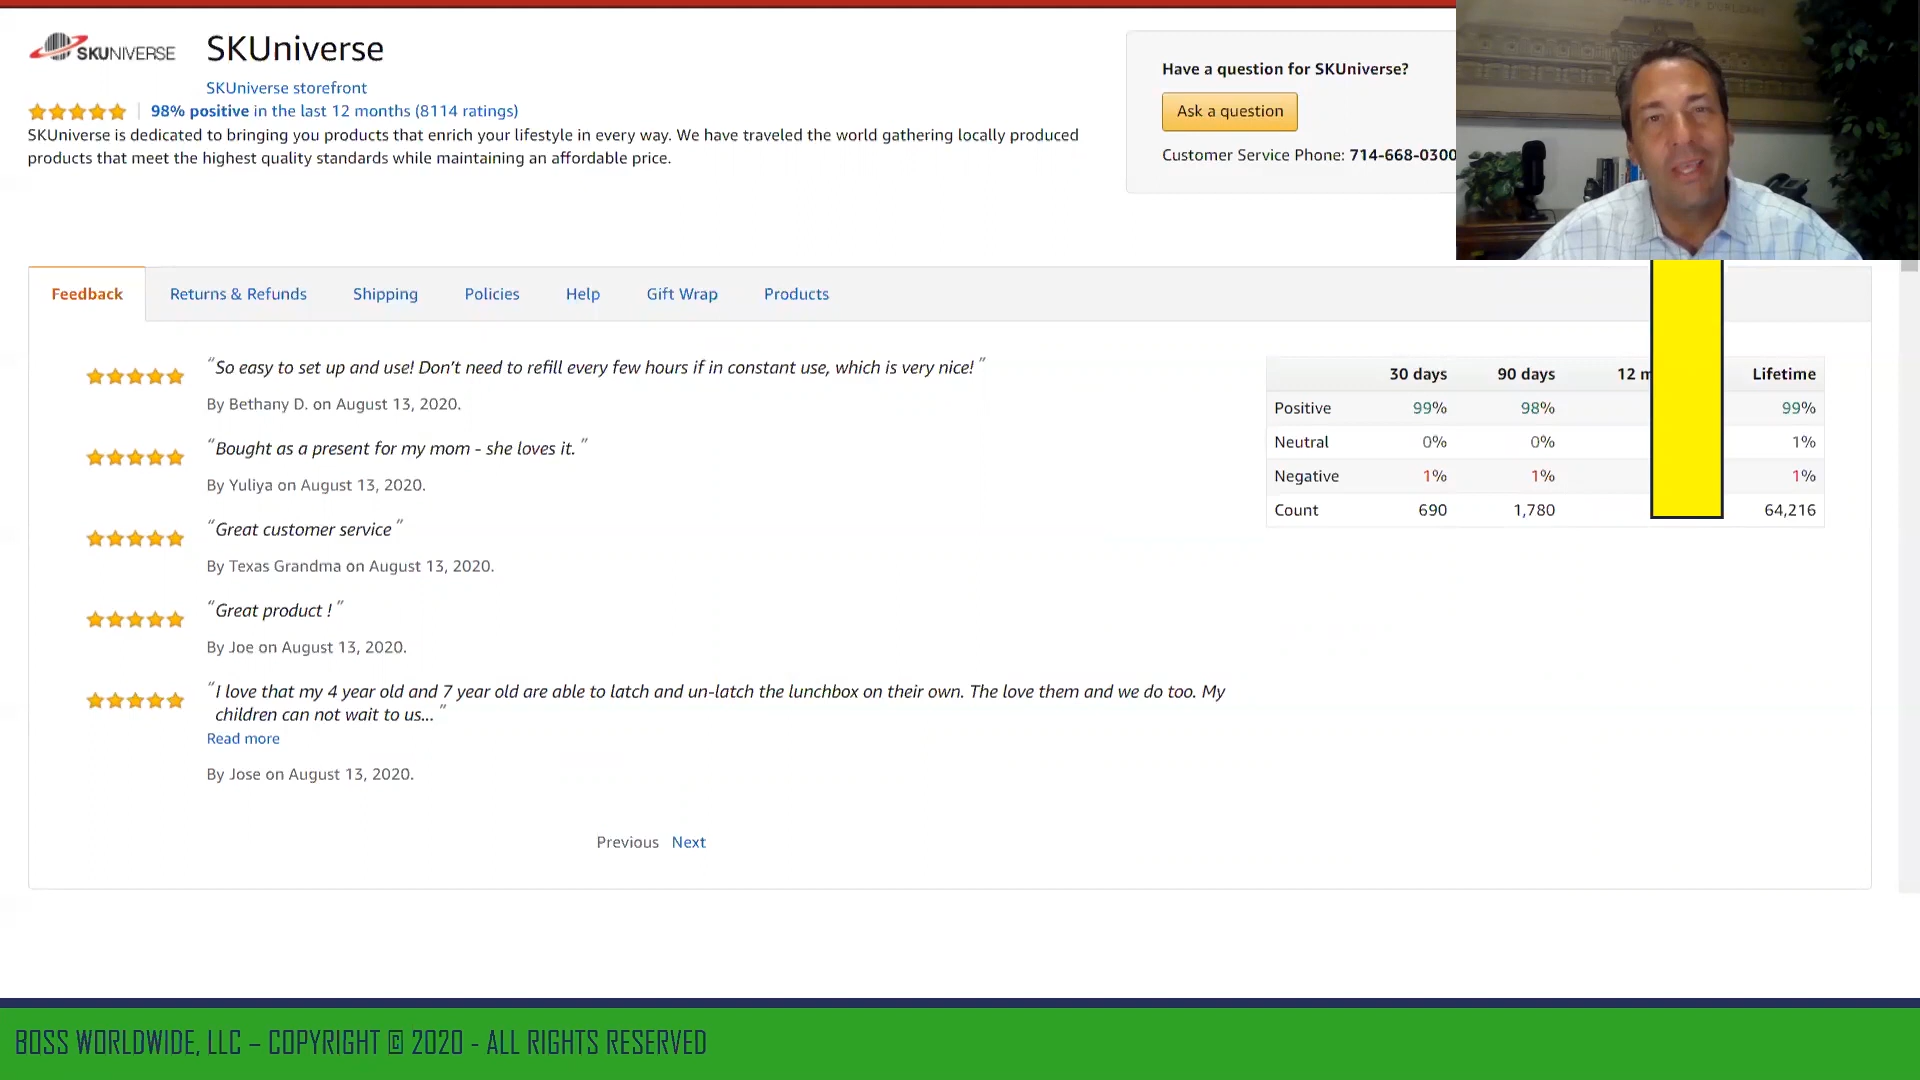 SKUNIVERSE
SKUniverse
SKUniverse storefront
98% positive in the last 12 months (8114 ratings)
SKUniverse is dedicated to bringing you products that enrich your lifestyle in every way. We have traveled the world gathering locally produced
products that meet the highest quality standards while maintaining an affordable price.
Have a question for SKUniverse?
Ask a question
Customer Service Phone: 714-668-0300
Feedback Returns & Refunds Shipping Policies Help Gift Wrap Products
"So easy to set up and use! Don't need to refill every few hours if in constant use, which is very nice!"
By Bethany D. on August 13, 2020.
"Bought as a present for my mom - she loves it."
By Yuliya on August 13, 2020.
"Great customer service"
By Texas Grandma on August 13, 2020.
"Great product !"
By Joe on August 13, 2020.
"I love that my 4 year old and 7 year old are able to latch and un-latch the lunchbox on their own. The love them and we do too. My
children can not wait to us... "
Read more
By Jose on August 13, 2020.
Previous Next
30 days 90 days 12 m Lifetime
Positive 99% 98% 99%
Neutral 0% 0% 1%
Negative 1% 1% 1%
Count 690 1,780 64,216
BOSS WORLDWIDE, LLC – COPYRIGHT © 2020 - ALL RIGHTS RESERVED